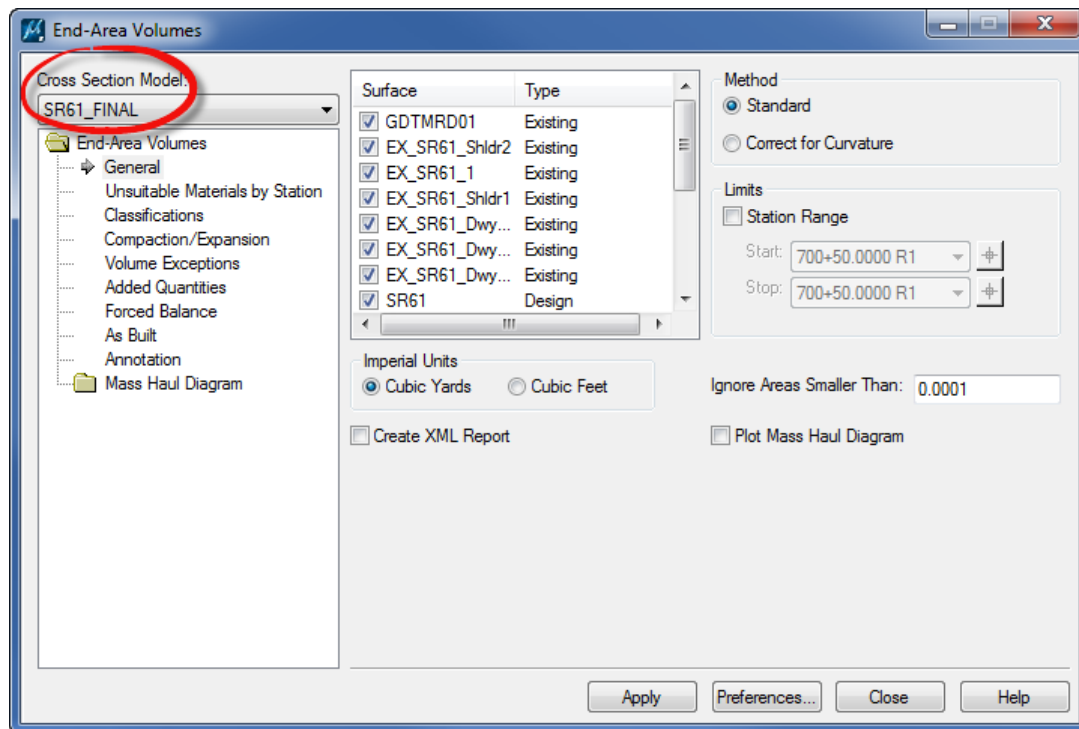 End-Area Volumes
Cross Section Model:
SR61_FINAL
End-Area Volumes
General
Unsuitable Materials by Station
Classifications
Compaction/Expansion
Volume Exceptions
Added Quantities
Forced Balance
As Built
Annotation
Mass Haul Diagram
Surface Type
GDTMRD01 Existing
EX_SR61_Shldr2 Existing
EX_SR61_1 Existing
EX_SR61_Shldr1 Existing
EX_SR61_Dwy... Existing
EX_SR61_Dwy... Existing
EX_SR61_Dwy... Existing
SR61 Design
Imperial Units
Cubic Yards Cubic Feet
Create XML Report
Method
Standard
Correct for Curvature
Limits
Station Range
Start: 700+50.0000 R1
Stop: 700+50.0000 R1
Ignore Areas Smaller Than: 0.0001
Plot Mass Haul Diagram
Apply Preferences... Close Help